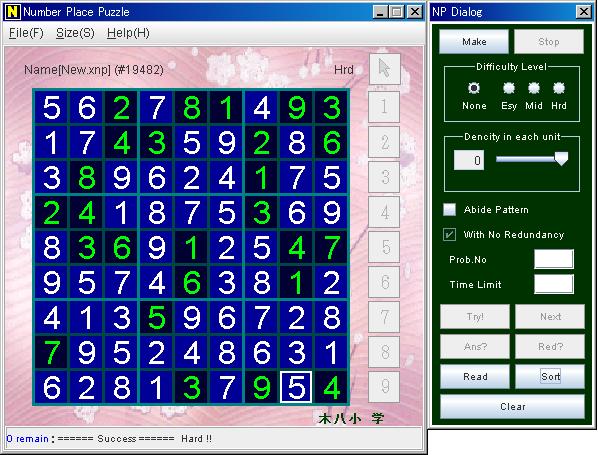 Number Place Puzzle
File(F) Size(S) Help(H)
Name[New.xnp] (#19482) Hrd
5 6 2 7 8 1 4 9 3
1 7 4 3 5 9 2 8 6
3 8 9 6 2 4 1 7 5
2 4 1 8 7 5 3 6 9
8 3 6 9 1 2 5 4 7
9 5 7 4 6 3 8 1 2
4 1 3 5 9 6 7 2 8
7 9 5 2 4 8 6 3 1
6 2 8 1 3 7 9 5 4
1
2
3
4
5
6
7
8
9
木八小 学
0 remain : ====== Success ====== Hard !!
NP Dialog
Make Stop
Difficulty Level
None Esy Mid Hrd
Dencity in each unit
0
Abide Pattern
With No Redundancy
Prob.No
Time Limit
Try! Next
Ans? Red?
Read Sort
Clear